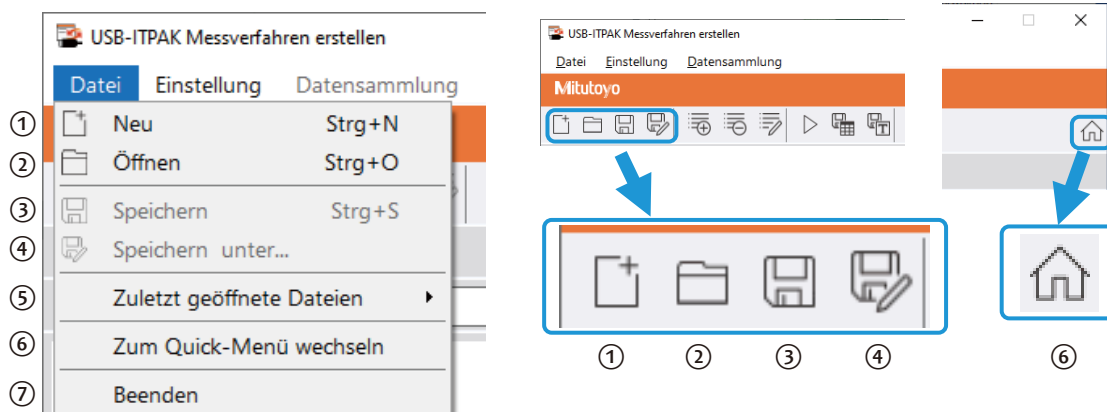 USB-ITPAK Messverfahren erstellen
Datei Einstellung Datensammlung
① Neu Strg+N
② Öffnen Strg+O
③ Speichern Strg+S
④ Speichern unter...
⑤ Zuletzt geöffnete Dateien
⑥ Zum Quick-Menü wechseln
⑦ Beenden
USB-ITPAK Messverfahren erstellen
Datei Einstellung Datensammlung
Mitutoyo
① ② ③ ④
⑥